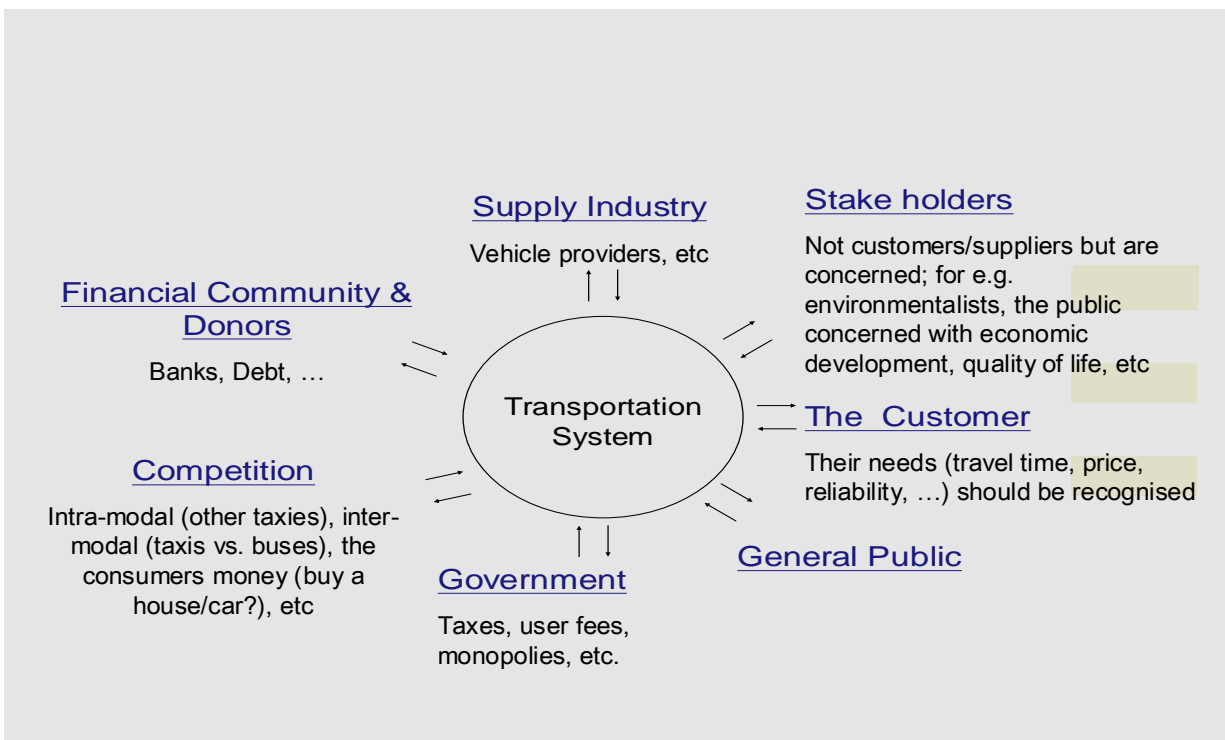 Supply Industry
Vehicle providers, etc
Stake holders
Not customers/suppliers but are
concerned; for e.g.
environmentalists, the public
concerned with economic
development, quality of life, etc
Financial Community &
Donors
Banks, Debt, …
Transportation
System
The  Customer
Their needs (travel time, price,
reliability, …) should be recognised
Competition
Intra-modal (other taxies), inter-
modal (taxis vs. buses), the
consumers money (buy a
house/car?), etc
General Public
Government
Taxes, user fees,
monopolies, etc.